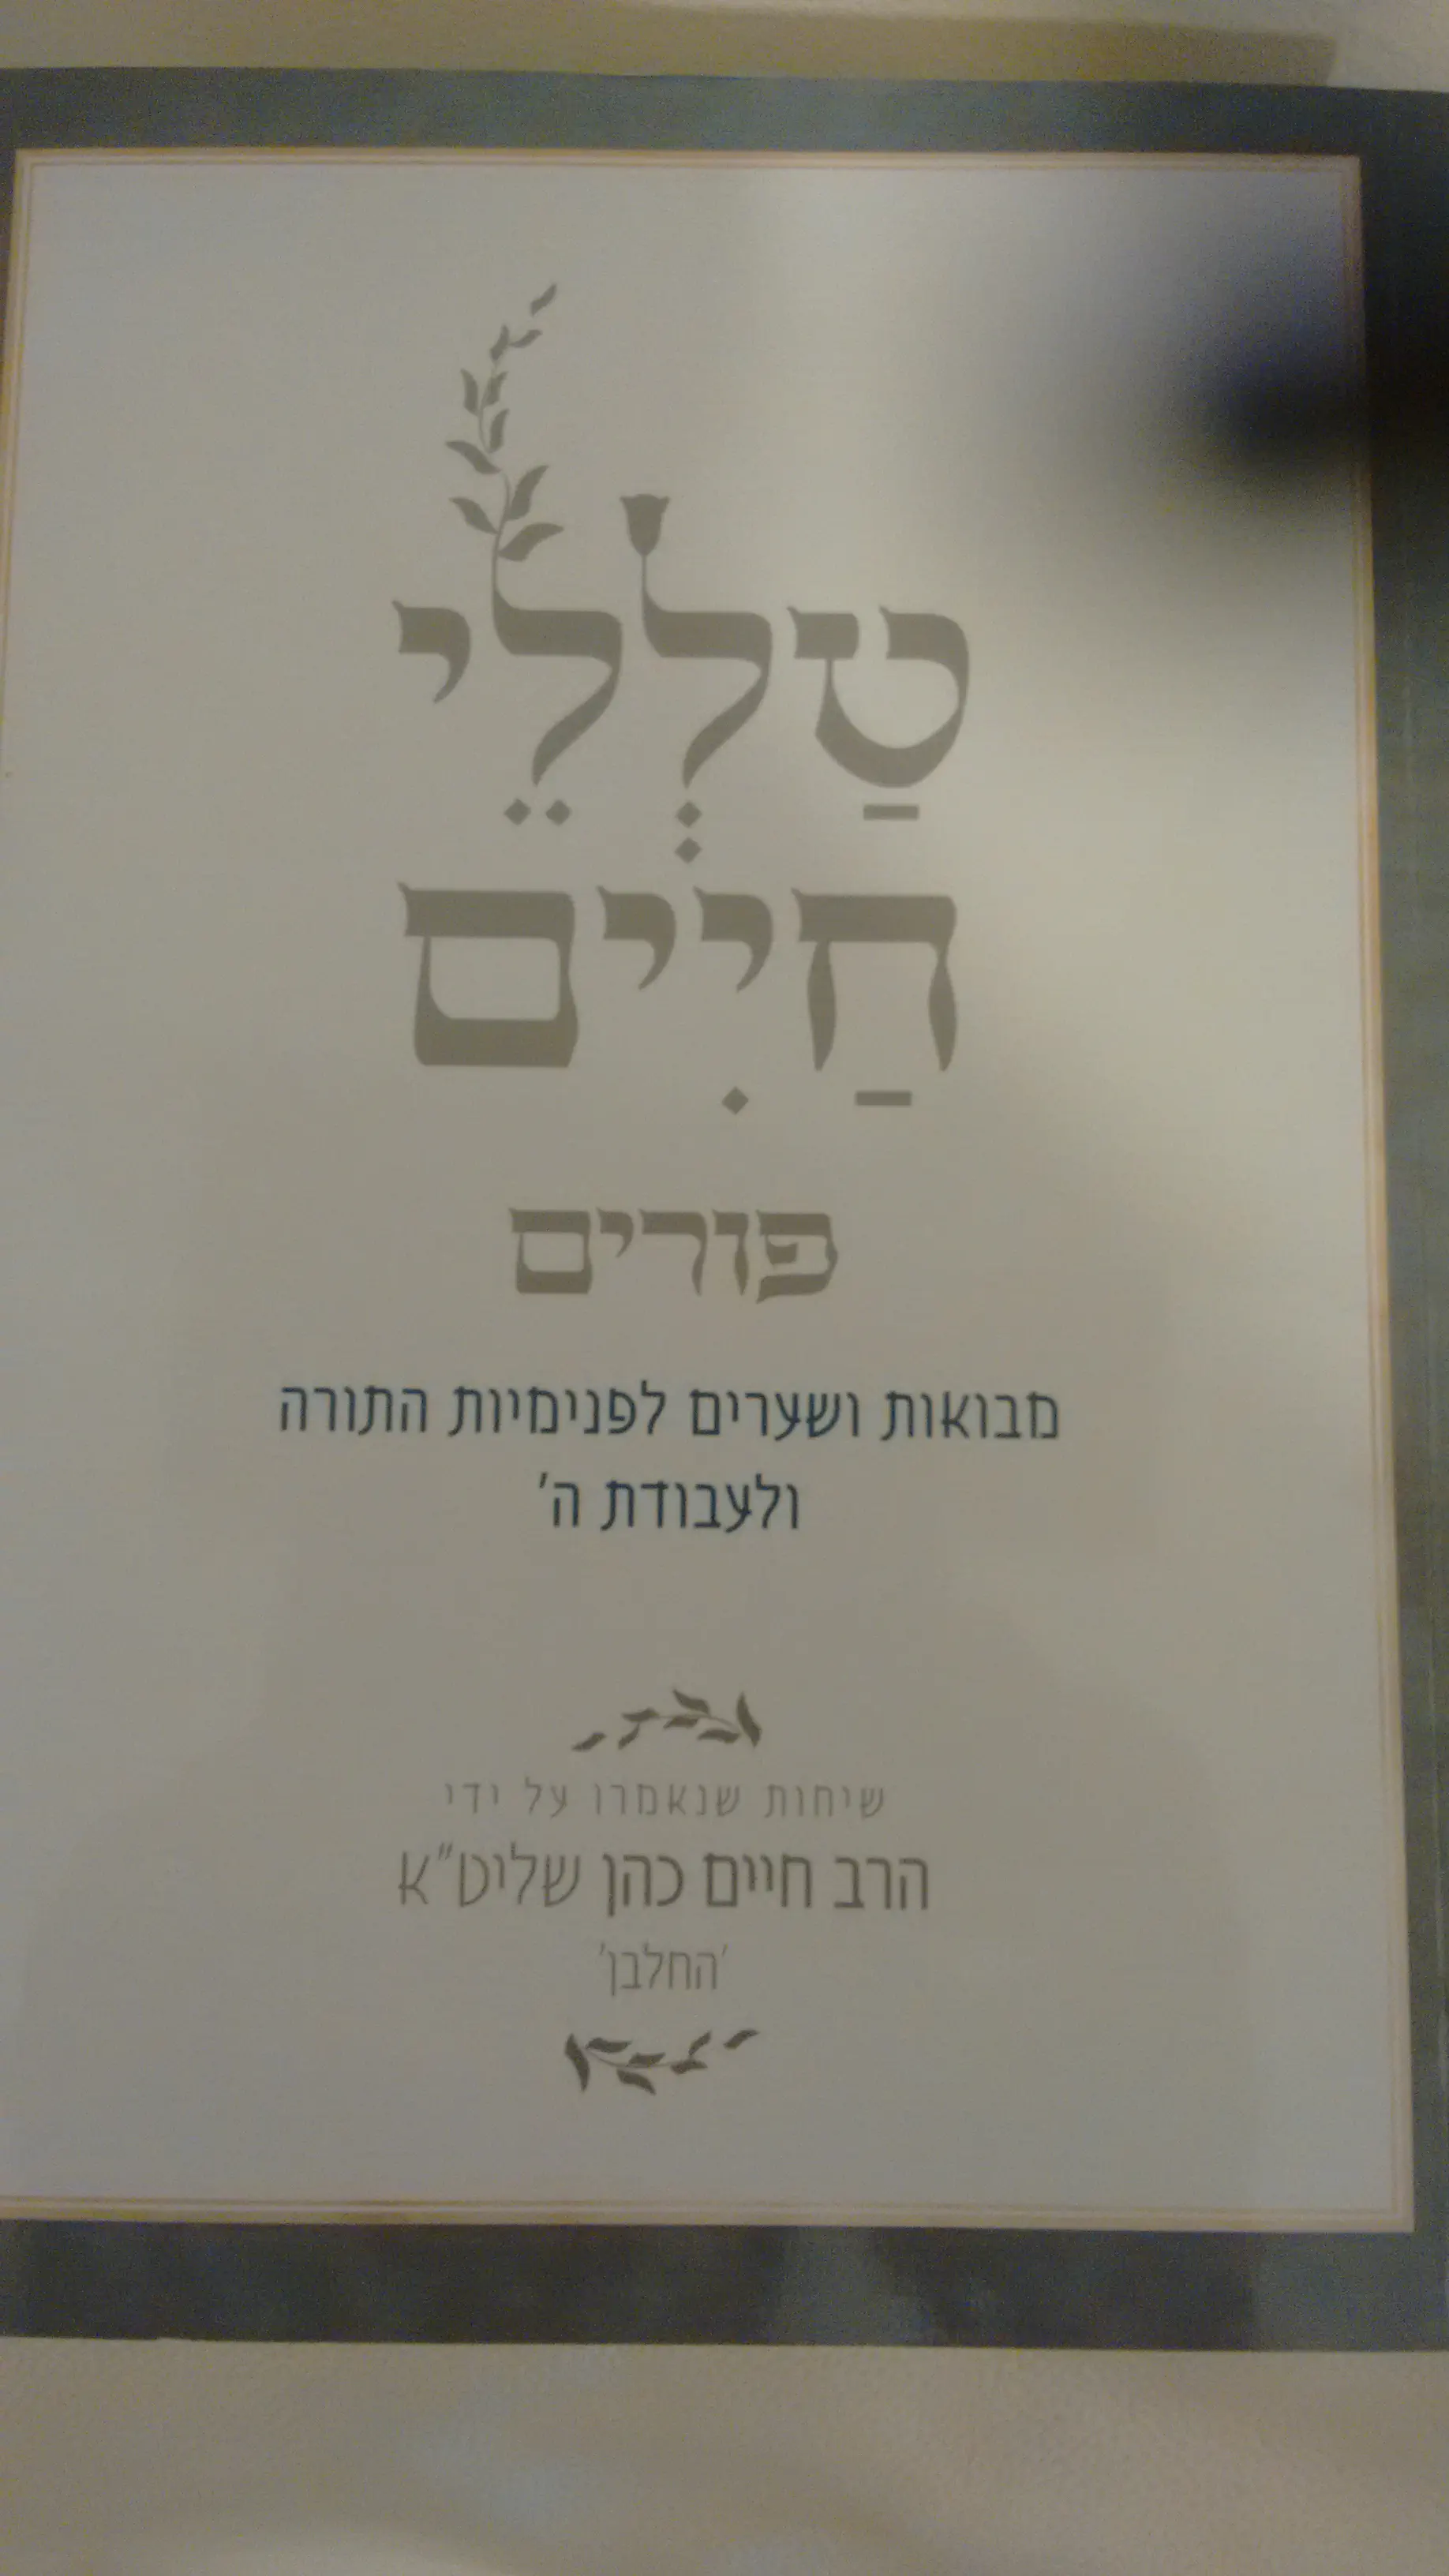 טַלְלֵי
חַיִים
פורים
מבואות ושערים לפנימיות התורה
ולעבודת ה'
שיחות שנאמרו על ידי
הרב חיים כהן שליט"א
'החלבן'